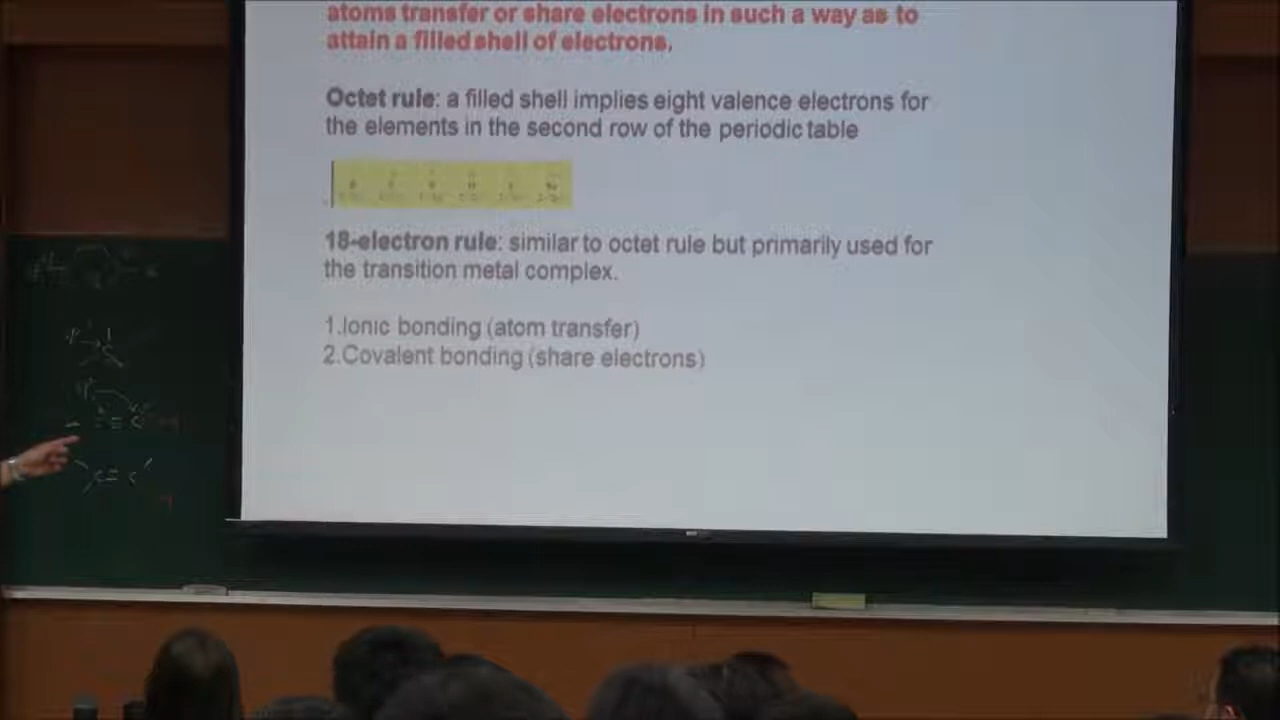 atoms transfer or share electrons in such a way as to
attain a filled shell of electrons.
Octet rule: a filled shell implies eight valence electrons for
the elements in the second row of the periodic table
18-electron rule: similar to octet rule but primarily used for
the transition metal complex.
1.Ionic bonding (atom transfer)
2.Covalent bonding (share electrons)